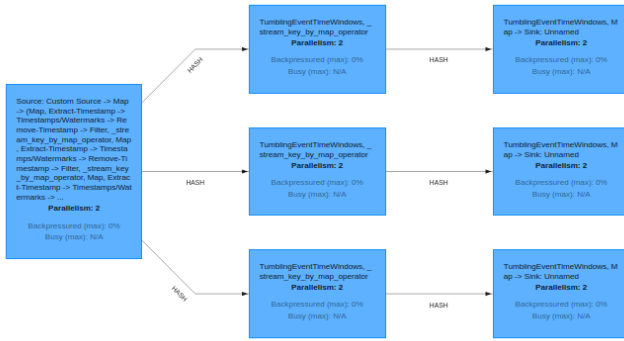 TumblingEventTimeWindows, _
stream_key_by_map_operator
Parallelism: 2
Backpressured (max): 0%
Busy (max): N/A
HASH
HASH
TumblingEventTimeWindows, M
ap -> Sink: Unnamed
Parallelism: 2
Backpressured (max): 0%
Busy (max): N/A
Source: Custom Source -> Map
-> (Map, Extract-Timestamp ->
Timestamps/Watermarks -> Re
move-Timestamp -> Filter, _stre
am_key_by_map_operator, Map
, Extract-Timestamp -> Timesta
mps/Watermarks -> Remove-Ti
mestamp -> Filter, _stream_key
_by_map_operator, Map, Extrac
t-Timestamp -> Timestamps/Wat
ermarks -> ...
Parallelism: 2
Backpressured (max): 0%
Busy (max): N/A
HASH
TumblingEventTimeWindows, _
stream_key_by_map_operator
Parallelism: 2
Backpressured (max): 0%
Busy (max): N/A
HASH
TumblingEventTimeWindows, M
ap -> Sink: Unnamed
Parallelism: 2
Backpressured (max): 0%
Busy (max): N/A
HASH
TumblingEventTimeWindows, _
stream_key_by_map_operator
Parallelism: 2
Backpressured (max): 0%
Busy (max): N/A
HASH
TumblingEventTimeWindows, M
ap -> Sink: Unnamed
Parallelism: 2
Backpressured (max): 0%
Busy (max): N/A